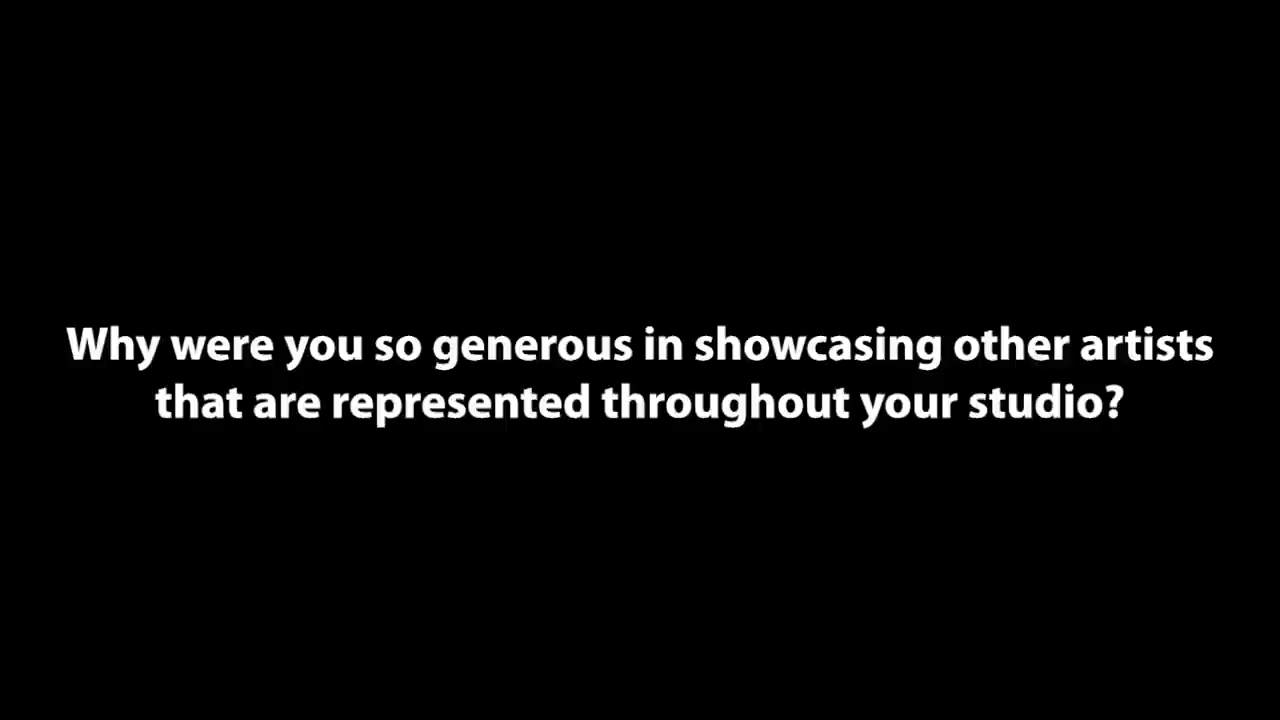 Why were you so generous in showcasing other artists
that are represented throughout your studio?